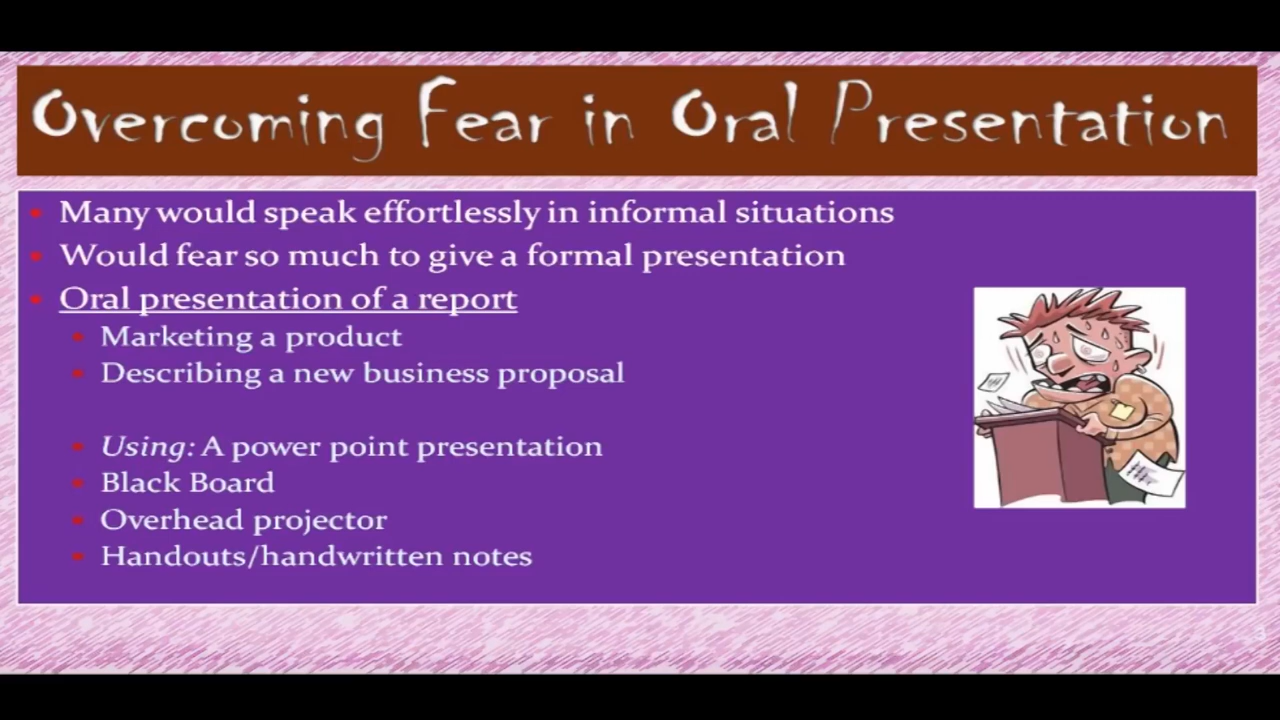 Overcoming Fear in Oral Presentation
Many would speak effortlessly in informal situations
Would fear so much to give a formal presentation
Oral presentation of a report
Marketing a product
Describing a new business proposal
Using: A power point presentation
Black Board
Overhead projector
Handouts/handwritten notes